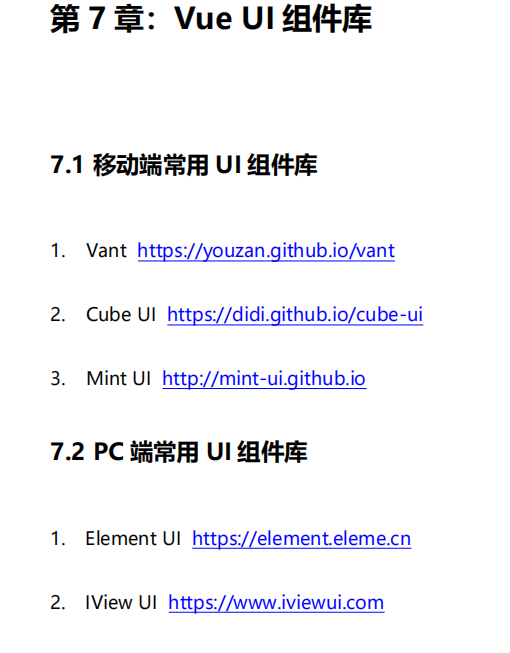 第 7 章：Vue UI 组件库
7.1 移动端常用 UI 组件库
1. Vant https://youzan.github.io/vant
2. Cube UI https://didi.github.io/cube-ui
3. Mint UI http://mint-ui.github.io
7.2 PC 端常用 UI 组件库
1. Element UI https://element.eleme.cn
2. IView UI https://www.iviewui.com